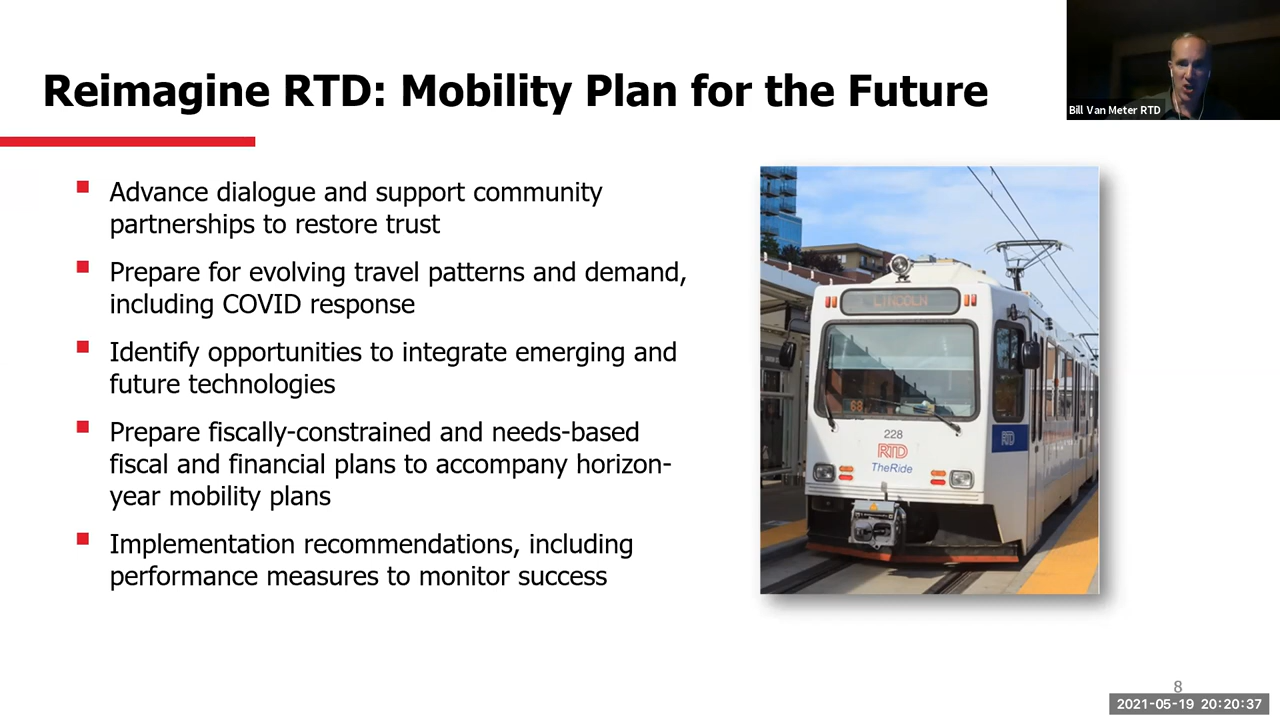 Reimagine RTD: Mobility Plan for the Future
Bill Van Meter RTD
Advance dialogue and support community
partnerships to restore trust
Prepare for evolving travel patterns and demand,
including COVID response
Identify opportunities to integrate emerging and
future technologies
Prepare fiscally-constrained and needs-based
fiscal and financial plans to accompany horizon-
year mobility plans
Implementation recommendations, including
performance measures to monitor success
LINCOLN
68
228
RTD
TheRide
RTD
8
2021-05-19 20:20:37